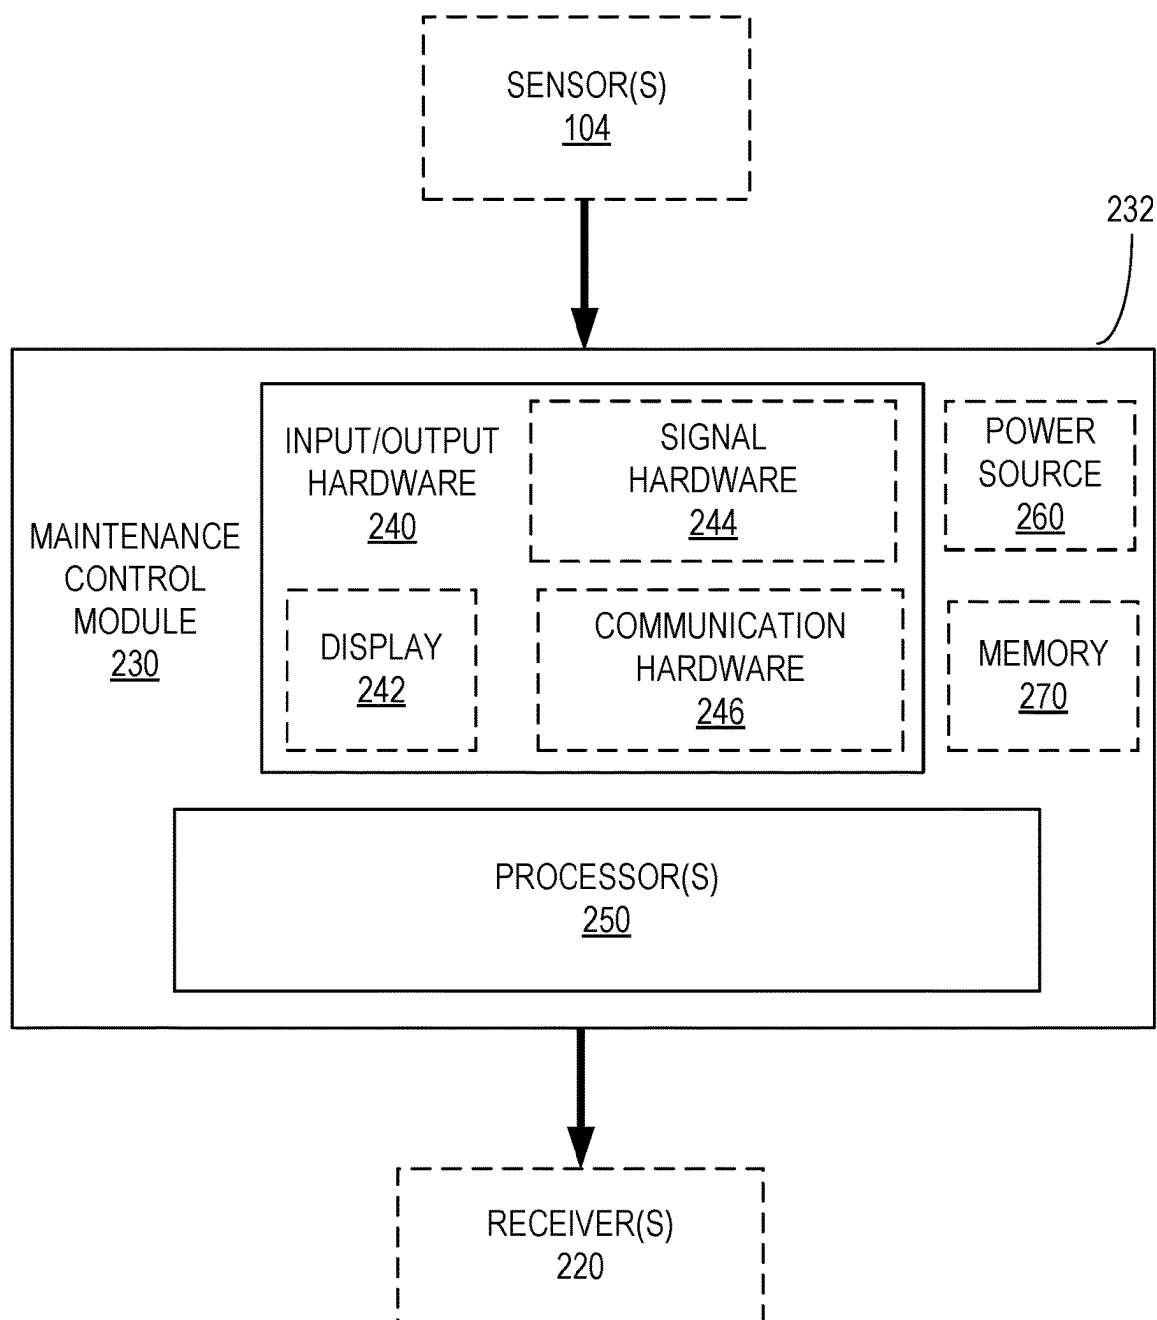 SENSOR(S)
104
232
MAINTENANCE
CONTROL
MODULE
230
INPUT/OUTPUT
HARDWARE
240
SIGNAL
HARDWARE
244
POWER
SOURCE
260
DISPLAY
242
COMMUNICATION
HARDWARE
246
MEMORY
270
PROCESSOR(S)
250
RECEIVER(S)
220